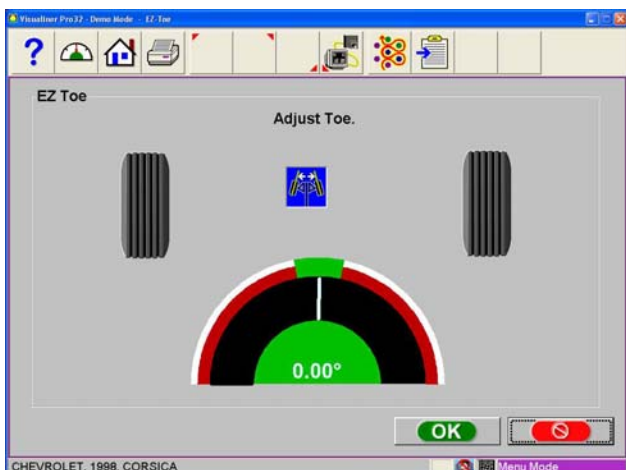 Visualiner Pro32 - Demo Mode - EZ-Toe
?
EZ Toe
Adjust Toe.
0.00°
OK
CHEVROLET, 1998, CORSICA
Menu Mode